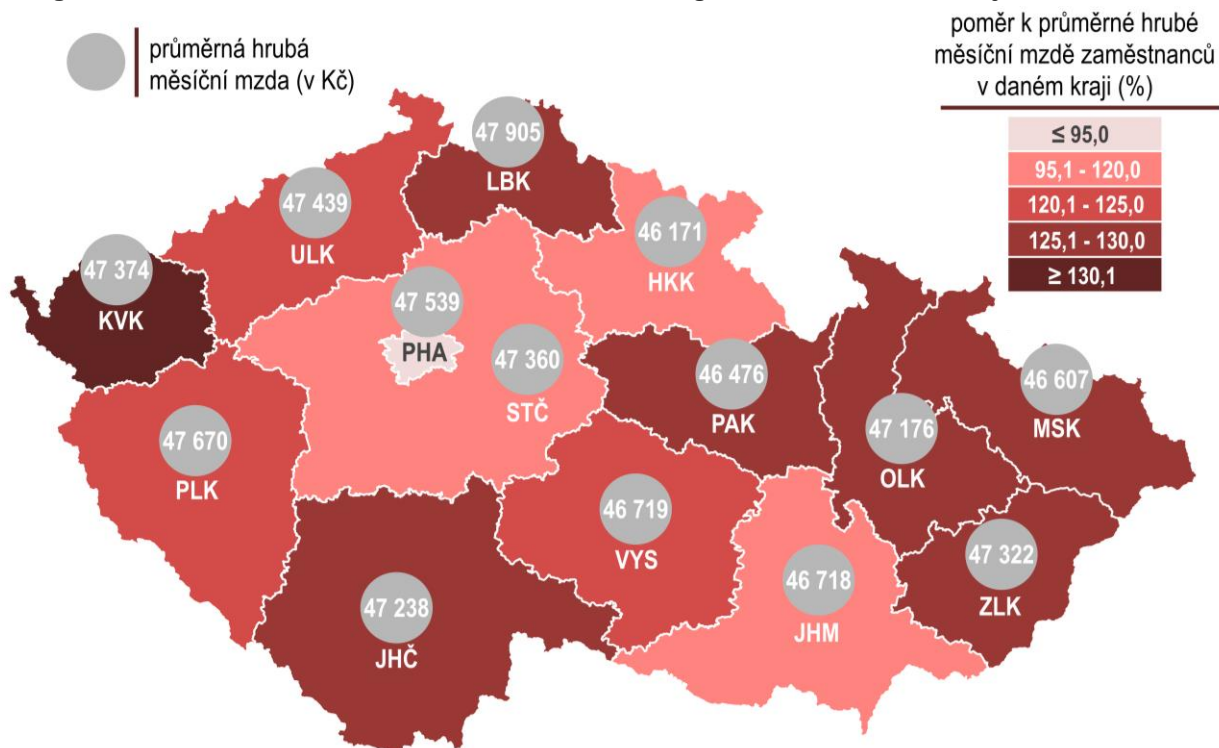 průměrná hrubá
měsíční mzda (v Kč)
poměr k průměrné hrubé
měsíční mzdě zaměstnanců
v daném kraji (%)
≤ 95,0
95,1 - 120,0
120,1 - 125,0
125,1 - 130,0
≥ 130,1
47 905
LBK
47 439
ULK
46 171
HKK
47 374
KVK
47 539
PHA
47 360
STČ
46 476
PAK
46 607
MSK
47 176
OLK
47 670
PLK
46 719
VYS
47 322
ZLK
46 718
JHM
47 238
JHČ